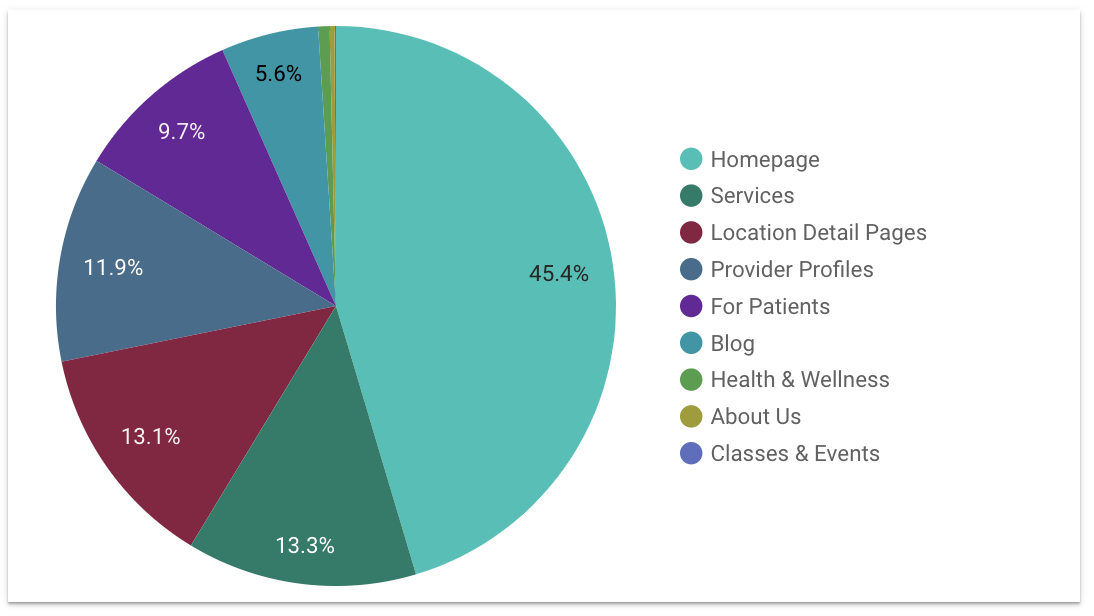 5.6%
9.7%
11.9%
45.4%
13.1%
13.3%
Homepage
Services
Location Detail Pages
Provider Profiles
For Patients
Blog
Health & Wellness
About Us
Classes & Events